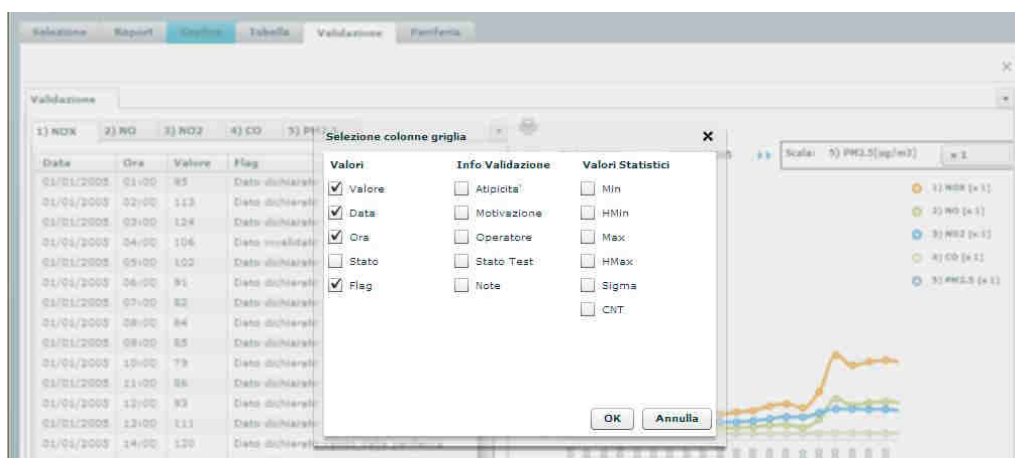 Selezione Report Grafico Tabella Validazione Periferia
Validazione
1) NOX 2) NO 3) NO2 4) CO 5) PM2.5
Selezione colonne griglia
Scala: 5) PM2.5[µg/m3] x 1
Data Ora Valore Flag
Valori Info Validazione Valori Statistici
Valore Atipicita' Min
Data Motivazione HMin
Ora Operatore Max
Stato Stato Test HMax
Flag Note Sigma
CNT
OK Annulla
01/01/2005 01:00 95 Dato dichiarato
01/01/2005 02:00 113 Dato dichiarato
01/01/2005 03:00 124 Dato dichiarato
01/01/2005 04:00 106 Dato invalidato
01/01/2005 05:00 102 Dato dichiarato
01/01/2005 06:00 91 Dato dichiarato
01/01/2005 07:00 82 Dato dichiarato
01/01/2005 08:00 84 Dato dichiarato
01/01/2005 09:00 85 Dato dichiarato
01/01/2005 10:00 79 Dato dichiarato
01/01/2005 11:00 86 Dato dichiarato
01/01/2005 12:00 93 Dato dichiarato
01/01/2005 13:00 111 Dato dichiarato
01/01/2005 14:00 120 Dato dichiarato valido dalla periferia
1) NOX [x 1]
2) NO [x 1]
3) NO2 [x 1]
4) CO [x 1]
5) PM2.5 [x 1]